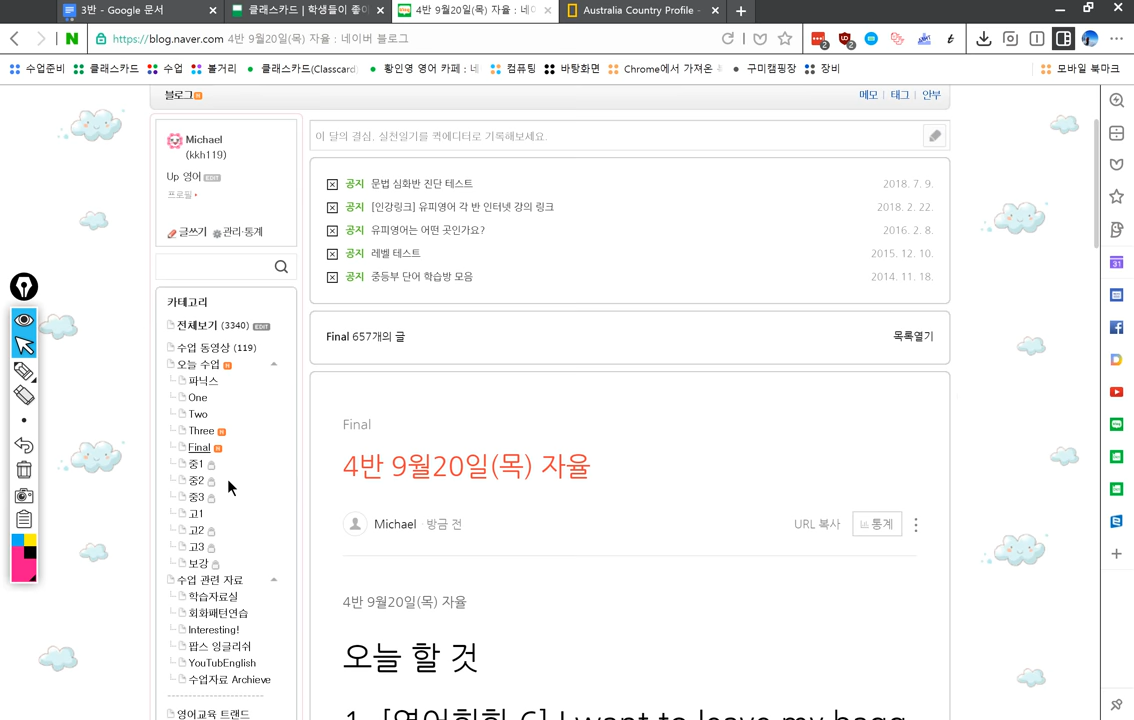 3반 - Google 문서
클래스카드 | 학생들이 좋아
4반 9월20일(목) 자율 : 네이
Australia Country Profile -
N
https://blog.naver.com 4반 9월20일(목) 자율 : 네이버 블로그
수업준비
클래스카드
수업
볼거리
클래스카드(Classcard)
황인영 영어 카페 : 네
컴퓨팅
바탕화면
Chrome에서 가져온 북
구미캠핑장
장비
모바일 북마크
블로그
메모 | 태그 | 안부
Michael
(kkh119)
Up 영어 EDIT
프로필
글쓰기 관리·통계
이 달의 결심, 실천일기를 퀵에디터로 기록해보세요.
공지 문법 심화반 진단 테스트 2018. 7. 9.
공지 [인강링크] 유피영어 각 반 인터넷 강의 링크 2018. 2. 22.
공지 유피영어는 어떤 곳인가요? 2016. 2. 8.
공지 레벨 테스트 2015. 12. 10.
공지 중등부 단어 학습방 모음 2014. 11. 18.
카테고리
전체보기 (3340) EDIT
수업 동영상 (119)
오늘 수업
파닉스
One
Two
Three
Final
중1
중2
중3
고1
고2
고3
보강
수업 관련 자료
학습자료실
회화패턴연습
Interesting!
팝스 잉글리쉬
YouTubEnglish
수업자료 Archieve
영어교육 트렌드
Final 657개의 글 목록열기
Final
4반 9월20일(목) 자율
Michael · 방금 전
URL 복사 통계
4반 9월20일(목) 자율
오늘 할 것
1. [영어회화 C] I want to leave my bagg